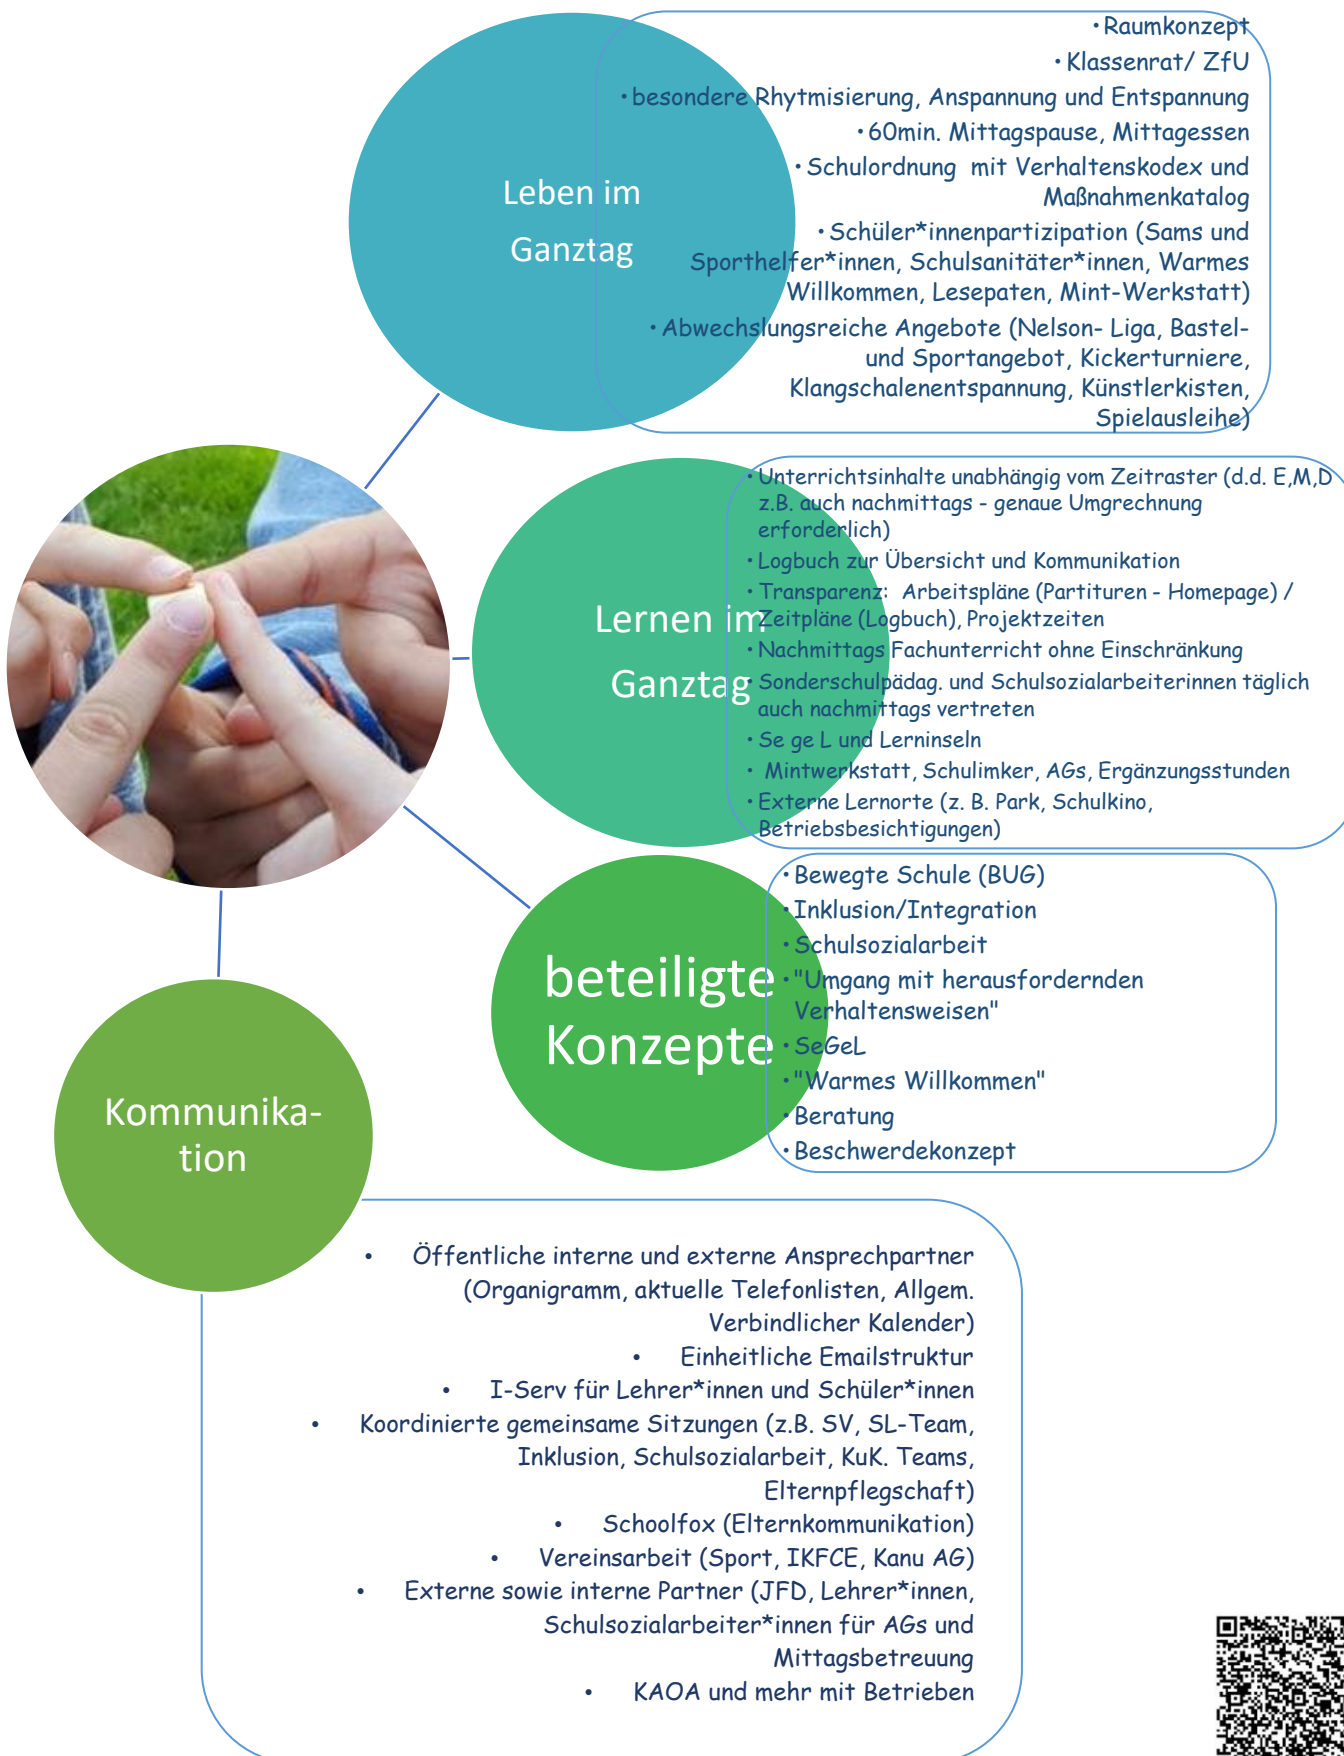 Leben im
Ganztag
• Raumkonzept
• Klassenrat/ ZfU
• besondere Rhytmisierung, Anspannung und Entspannung
• 60min. Mittagspause, Mittagessen
• Schulordnung  mit Verhaltenskodex und
Maßnahmenkatalog
• Schüler*innenpartizipation (Sams und
Sporthelfer*innen, Schulsanitäter*innen, Warmes
Willkommen, Lesepaten, Mint-Werkstatt)
• Abwechslungsreiche Angebote (Nelson- Liga, Bastel-
und Sportangebot, Kickerturniere,
Klangschalenentspannung, Künstlerkisten,
Spielausleihe)
Lernen im
Ganztag
• Unterrichtsinhalte unabhängig vom Zeitraster (d.d. E,M,D
z.B. auch nachmittags - genaue Umgrechnung
erforderlich)
• Logbuch zur Übersicht und Kommunikation
• Transparenz:  Arbeitspläne (Partituren - Homepage) /
Zeitpläne (Logbuch), Projektzeiten
• Nachmittags Fachunterricht ohne Einschränkung
• Sonderschulpädag. und Schulsozialarbeiterinnen täglich
auch nachmittags vertreten
• Se ge L und Lerninseln
• Mintwerkstatt, Schulimker, AGs, Ergänzungsstunden
• Externe Lernorte (z. B. Park, Schulkino,
Betriebsbesichtigungen)
beteiligte
Konzepte
• Bewegte Schule (BUG)
• Inklusion/Integration
• Schulsozialarbeit
• "Umgang mit herausfordernden
Verhaltensweisen"
• SeGeL
• "Warmes Willkommen"
• Beratung
• Beschwerdekonzept
Kommunika-
tion
• Öffentliche interne und externe Ansprechpartner
(Organigramm, aktuelle Telefonlisten, Allgem.
Verbindlicher Kalender)
• Einheitliche Emailstruktur
• I-Serv für Lehrer*innen und Schüler*innen
• Koordinierte gemeinsame Sitzungen (z.B. SV, SL-Team,
Inklusion, Schulsozialarbeit, KuK. Teams,
Elternpflegschaft)
• Schoolfox (Elternkommunikation)
• Vereinsarbeit (Sport, IKFCE, Kanu AG)
• Externe sowie interne Partner (JFD, Lehrer*innen,
Schulsozialarbeiter*innen für AGs und
Mittagsbetreuung
• KAOA und mehr mit Betrieben